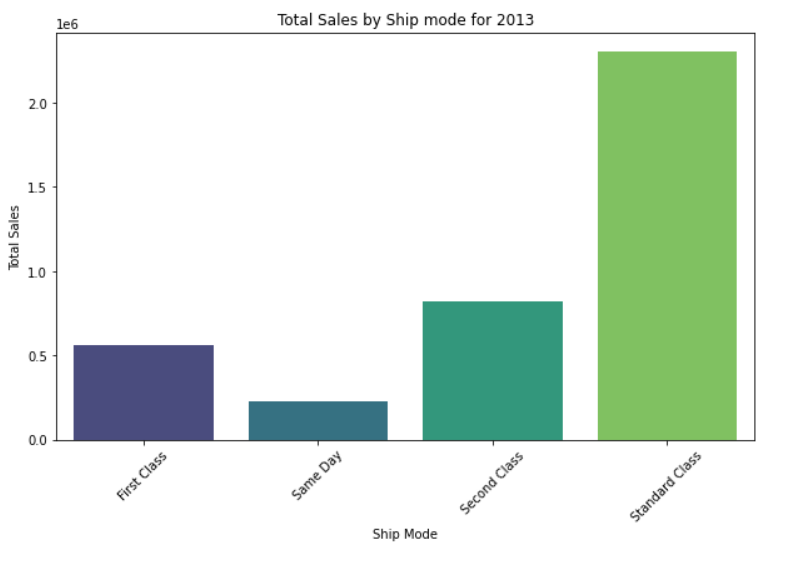 Total Sales by Ship mode for 2013
1e6
2.0
1.5
1.0
0.5
0.0
Total Sales
First Class
Same Day
Second Class
Standard Class
Ship Mode